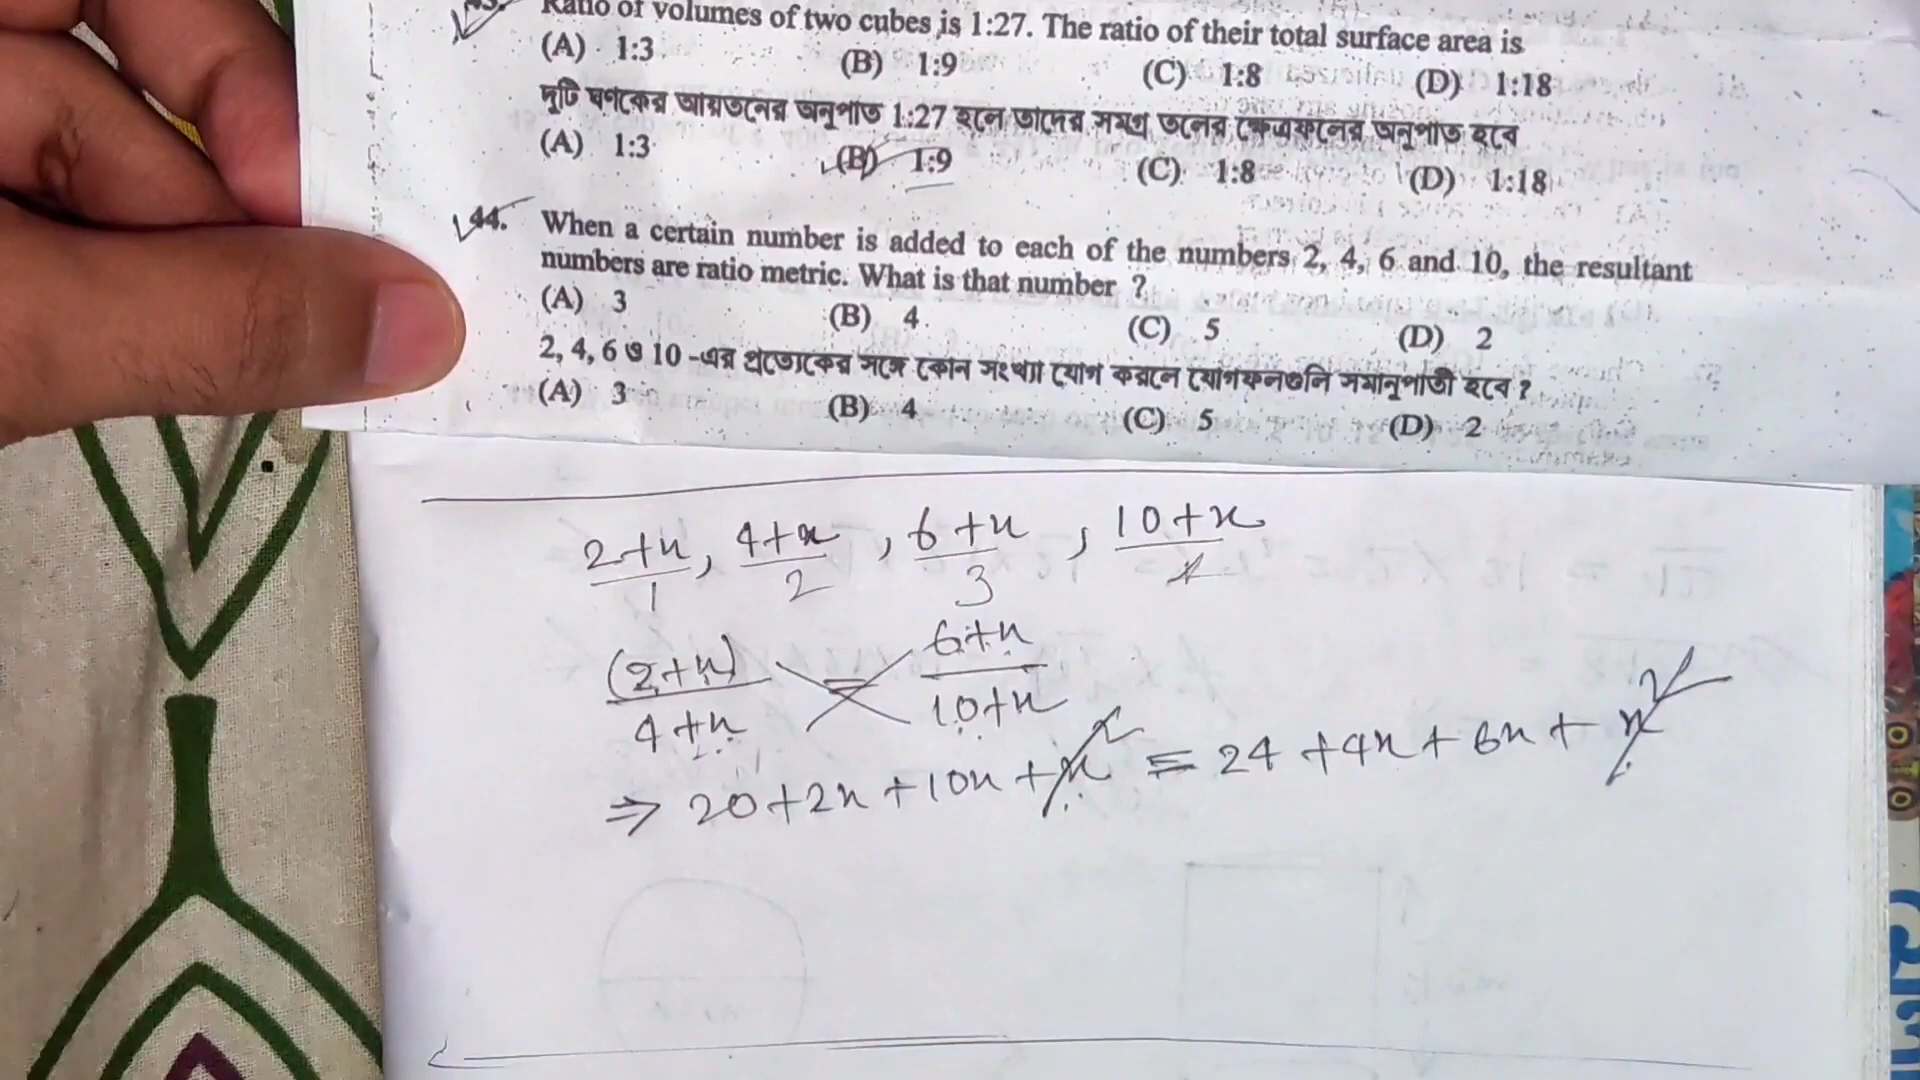 Ratio of volumes of two cubes is 1:27. The ratio of their total surface area is
(A) 1:3 (B) 1:9 (C) 1:8 (D) 1:18
দুটি ঘণকের আয়তনের অনুপাত 1:27 হলে তাদের সমগ্র তলের ক্ষেত্রফলের অনুপাত হবে
(A) 1:3 (B) 1:9 (C) 1:8 (D) 1:18
44. When a certain number is added to each of the numbers 2, 4, 6 and 10, the resultant
numbers are ratio metric. What is that number ?
(A) 3 (B) 4 (C) 5 (D) 2
2, 4, 6 ও 10 -এর প্রত্যেকের সঙ্গে কোন সংখ্যা যোগ করলে যোগফলগুলি সমানুপাতী হবে ?
(A) 3 (B) 4 (C) 5 (D) 2
2+x, 4+x, 6+x, 10+x
1 2 3 4
(2+x) = 6+x
4+x 10+x
⇒ 20+2x+10x+x² = 24+4x+6x+x²